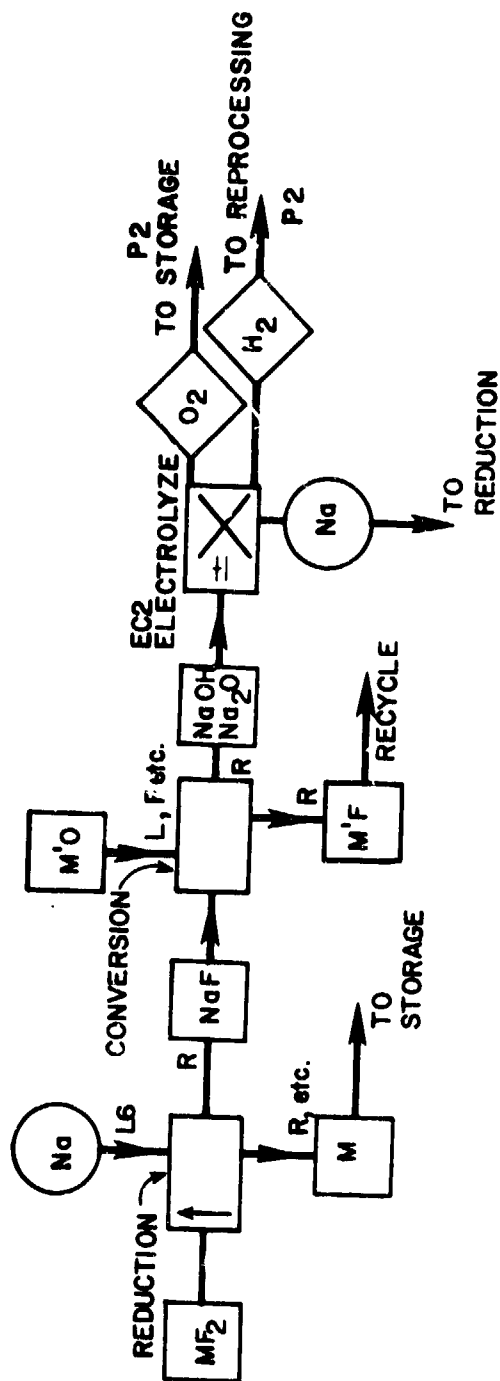 MF2
REDUCTION
Na
L6
R, etc.
M
TO
STORAGE
R
NaF
CONVERSION
M'O
L, F etc.
R
M'F
RECYCLE
R
NaOH
Na2O
EC2
ELECTROLYZE
±
Na
TO
REDUCTION
O2
P2
TO STORAGE
H2
TO REPROCESSING
P2